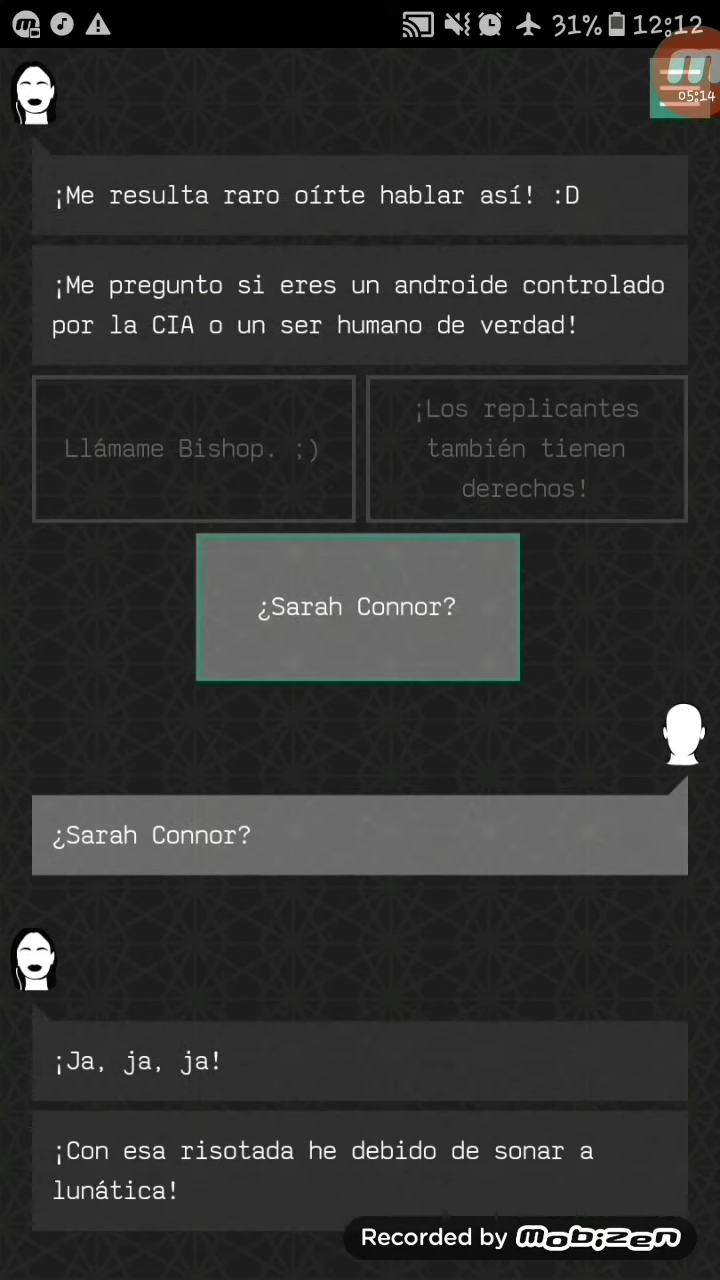 31% 12:12
05:14
¡Me resulta raro oírte hablar así! :D
¡Me pregunto si eres un androide controlado
por la CIA o un ser humano de verdad!
Llámame Bishop. ;)
¡Los replicantes
también tienen
derechos!
¿Sarah Connor?
¿Sarah Connor?
¡Ja, ja, ja!
¡Con esa risotada he debido de sonar a
lunática!
Recorded by mobizen